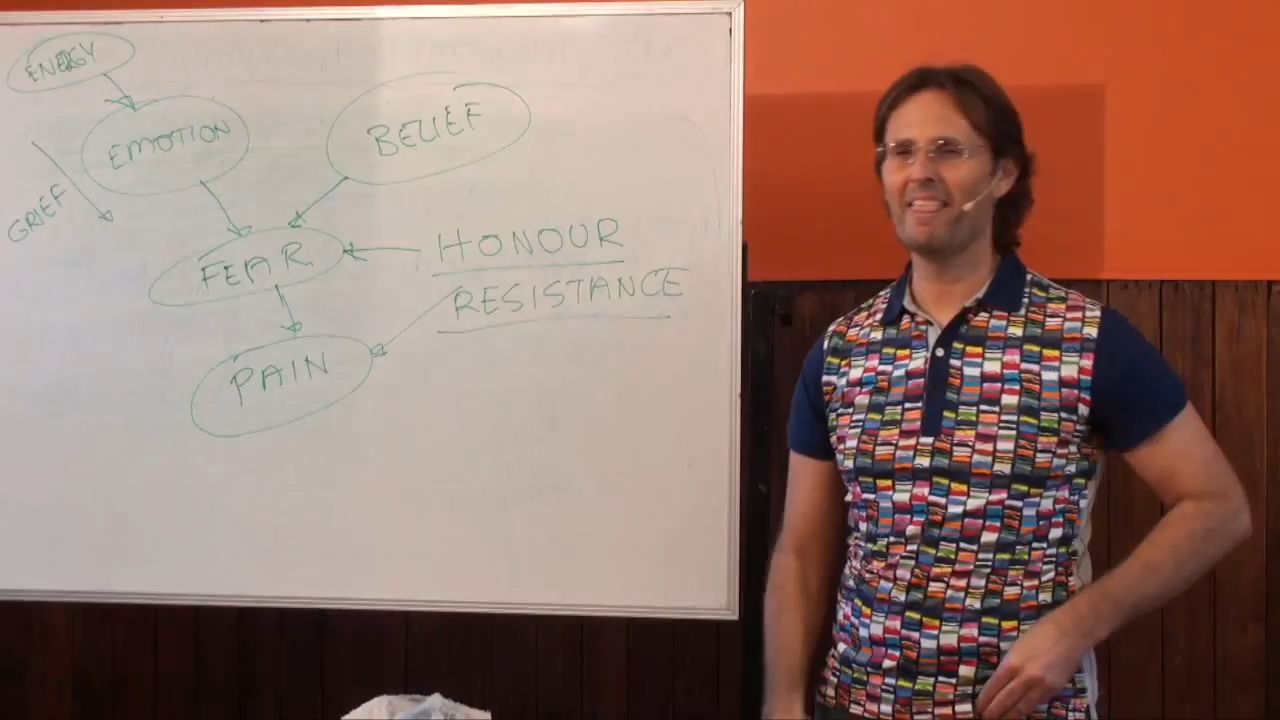 ENERGY
EMOTION
BELIEF
GRIEF
FEAR
HONOUR
RESISTANCE
PAIN